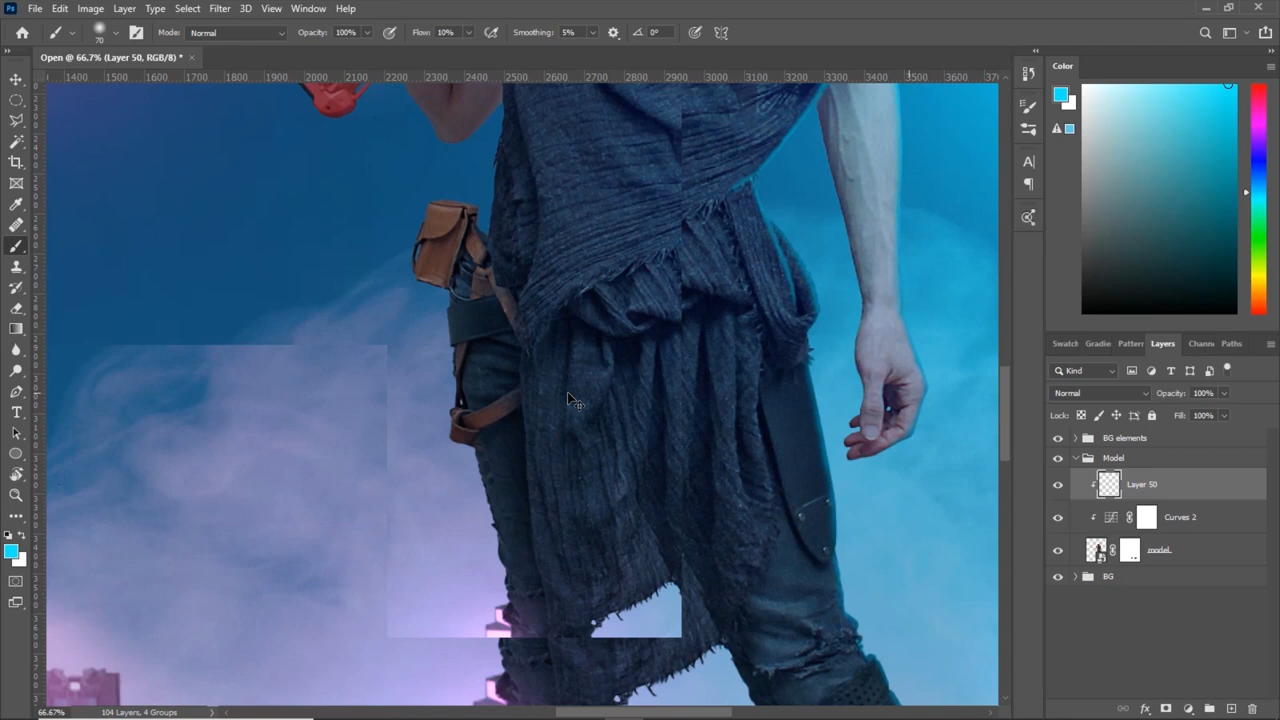 Ps File Edit Image Layer Type Select Filter 3D View Window Help
70 Mode: Normal Opacity: 100% Flow: 10% Smoothing: 5% 0°
Open @ 66.7% (Layer 50, RGB/8) * ×
1400 1500 1600 1700 1800 1900 2000 2100 2200 2300 2400 2500 2600 2700 2800 2900 3000 3100 3200 3300 3400 3500 3600
Color
Swatch Gradie Pattern Layers Chann Paths
Kind
Normal Opacity: 100%
Lock: Fill: 100%
BG elements
Model
Layer 50
Curves 2
model
BG
66.67% 104 Layers, 4 Groups